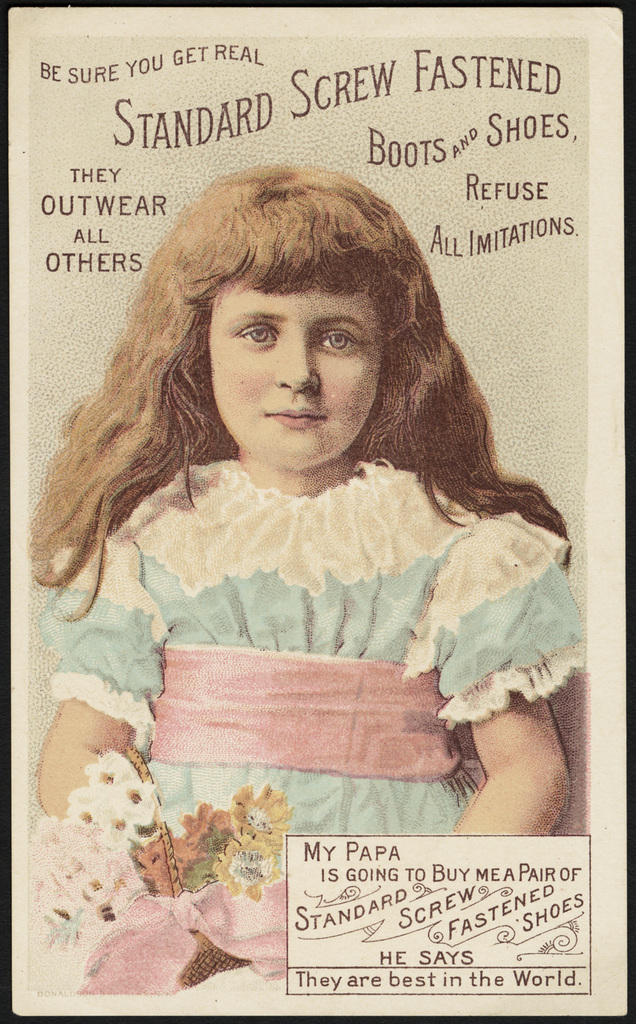 BE SURE YOU GET REAL
STANDARD SCREW FASTENED
BOOTS AND SHOES,
REFUSE
ALL IMITATIONS.
THEY
OUTWEAR
ALL
OTHERS
MY PAPA
IS GOING TO BUY ME A PAIR OF
STANDARD SCREW FASTENED SHOES
HE SAYS
They are best in the World.